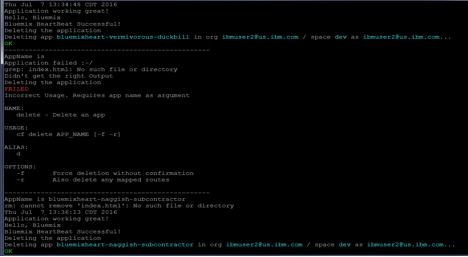 Thu Jul  7 13:34:48 CDT 2016
Application working great!
Hello, Bluemix
Bluemix HeartBeat Successful!
Deleting the application
Deleting app bluemixheart-vermivorous-duckbill in org ibmuser2@us.ibm.com / space dev as ibmuser2@us.ibm.com...
OK
----------------------------------------------------
AppName is
Application failed :-/
grep: index.html: No such file or directory
Didn't get the right Output
Deleting the application
FAILED
Incorrect Usage. Requires app name as argument
NAME:
delete - Delete an app
USAGE:
cf delete APP_NAME [-f -r]
ALIAS:
d
OPTIONS:
-f      Force deletion without confirmation
-r      Also delete any mapped routes
----------------------------------------------------
AppName is bluemixheart-naggish-subcontractor
rm: cannot remove 'index.html': No such file or directory
Thu Jul  7 13:36:13 CDT 2016
Application working great!
Hello, Bluemix
Bluemix HeartBeat Successful!
Deleting the application
Deleting app bluemixheart-naggish-subcontractor in org ibmuser2@us.ibm.com / space dev as ibmuser2@us.ibm.com...
OK